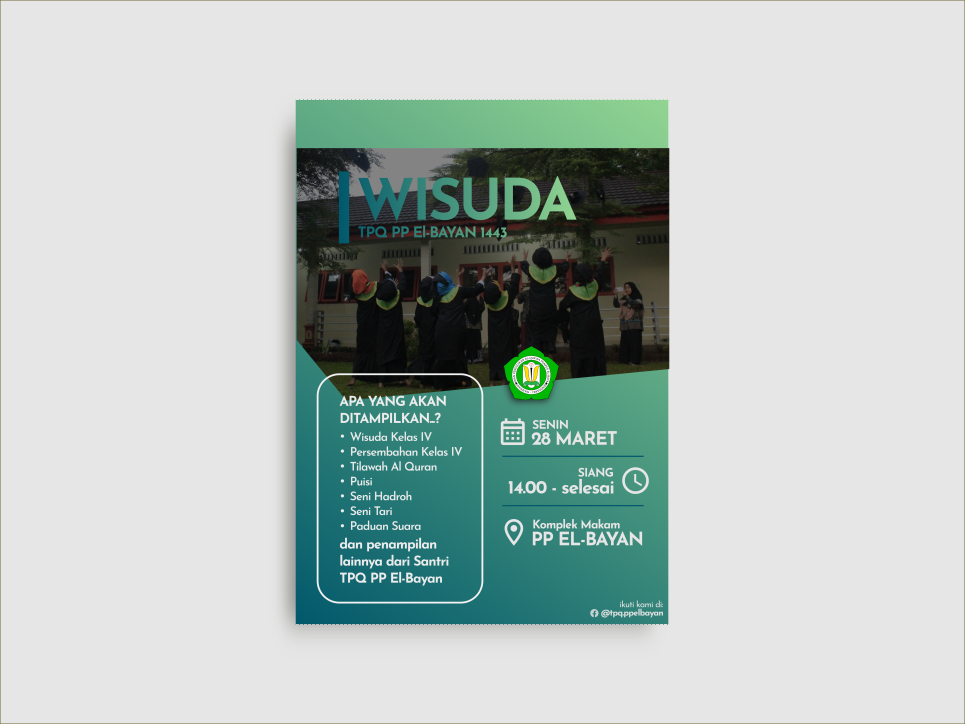 WISUDA
TPQ PP El-BAYAN 1443
APA YANG AKAN
DITAMPILKAN..?
• Wisuda Kelas IV
• Persembahan Kelas IV
• Tilawah Al Quran
• Puisi
• Seni Hadroh
• Seni Tari
• Paduan Suara
dan penampilan
lainnya dari Santri
TPQ PP El-Bayan
SENIN
28 MARET
SIANG
14.00 - selesai
Komplek Makam
PP EL-BAYAN
ikuti kami di:
@tpq.ppelbayan